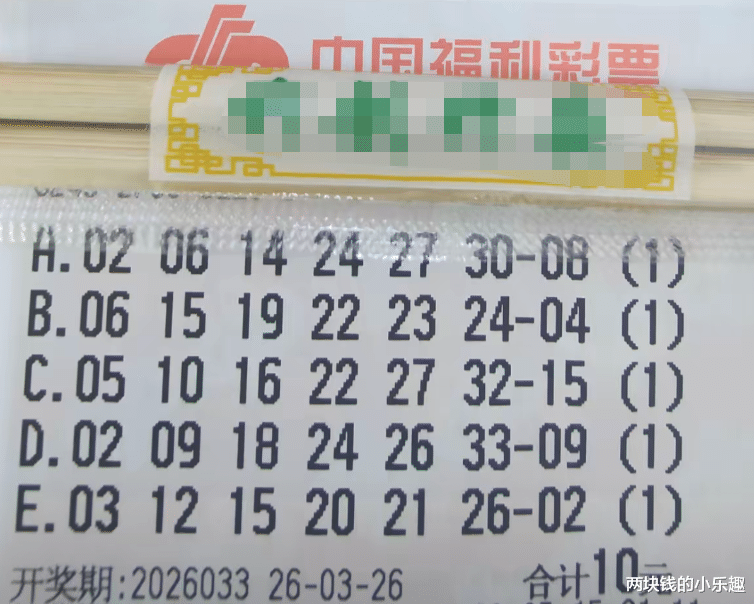 中国福利彩票
A.02 06 14 24 27 30-08 (1)
B.06 15 19 22 23 24-04 (1)
C.05 10 16 22 27 32-15 (1)
D.02 09 18 24 26 33-09 (1)
E.03 12 15 20 21 26-02 (1)
开奖期:2026033 26-03-26 合计10元
两块钱的小乐趣